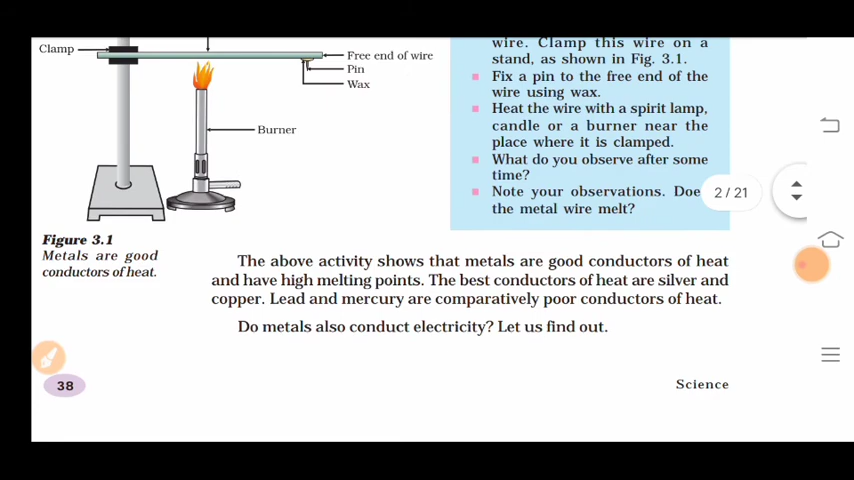 Clamp
Free end of wire
Pin
Wax
Burner
Figure 3.1
Metals are good
conductors of heat.
wire. Clamp this wire on a
stand, as shown in Fig. 3.1.
Fix a pin to the free end of the
wire using wax.
Heat the wire with a spirit lamp,
candle or a burner near the
place where it is clamped.
What do you observe after some
time?
Note your observations. Doe
the metal wire melt?
2 / 21
The above activity shows that metals are good conductors of heat
and have high melting points. The best conductors of heat are silver and
copper. Lead and mercury are comparatively poor conductors of heat.
Do metals also conduct electricity? Let us find out.
38
Science